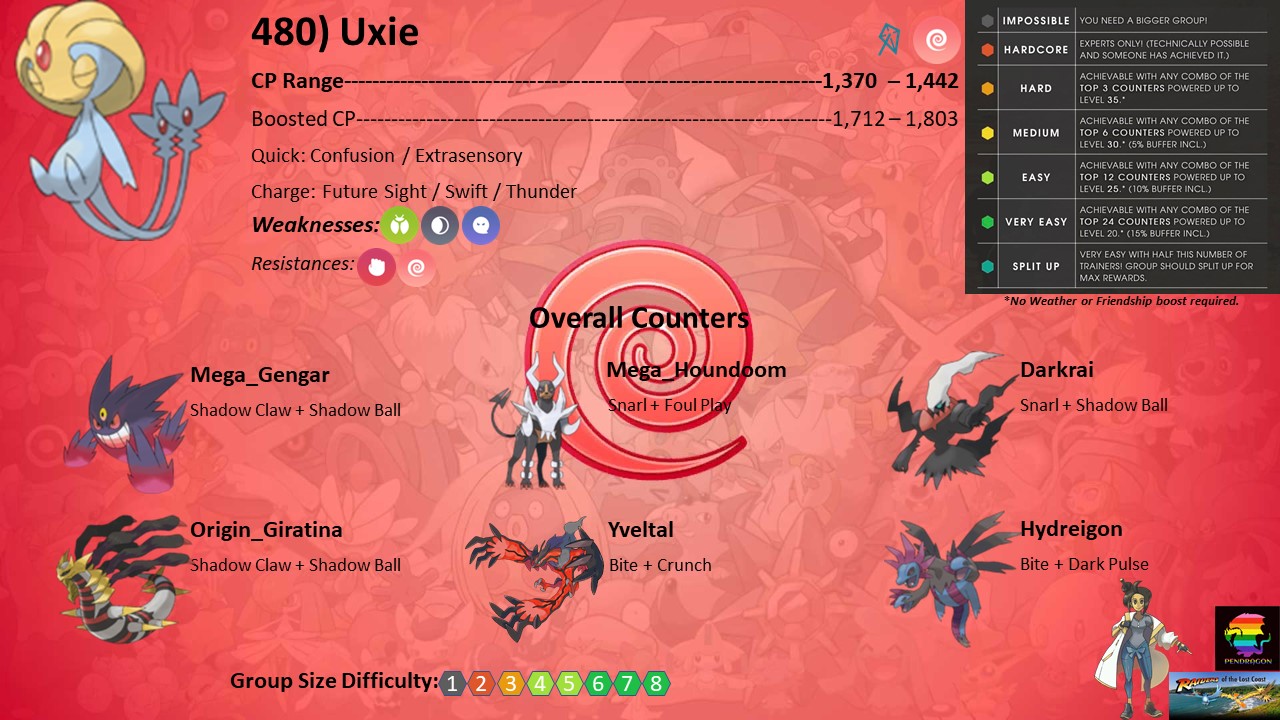 480) Uxie
CP Range------------------------------------------------------------------------------------1,370 – 1,442
Boosted CP------------------------------------------------------------------------------------1,712 – 1,803
Quick: Confusion / Extrasensory
Charge: Future Sight / Swift / Thunder
Weaknesses:
Resistances:
IMPOSSIBLE YOU NEED A BIGGER GROUP!
HARDCORE EXPERTS ONLY! (TECHNICALLY POSSIBLE
AND SOMEONE HAS ACHIEVED IT.)
HARD ACHIEVABLE WITH ANY COMBO OF THE
TOP 3 COUNTERS POWERED UP TO
LEVEL 35.*
MEDIUM ACHIEVABLE WITH ANY COMBO OF THE
TOP 6 COUNTERS POWERED UP TO
LEVEL 30.* (5% BUFFER INCL.)
EASY ACHIEVABLE WITH ANY COMBO OF THE
TOP 12 COUNTERS POWERED UP TO
LEVEL 25.* (10% BUFFER INCL.)
VERY EASY ACHIEVABLE WITH ANY COMBO OF THE
TOP 24 COUNTERS POWERED UP TO
LEVEL 20.* (15% BUFFER INCL.)
SPLIT UP VERY EASY WITH HALF THIS NUMBER OF
TRAINERS! GROUP SHOULD SPLIT UP FOR
MAX REWARDS.
*No Weather or Friendship boost required.
Overall Counters
Mega_Gengar
Shadow Claw + Shadow Ball
Mega_Houndoom
Snarl + Foul Play
Darkrai
Snarl + Shadow Ball
Origin_Giratina
Shadow Claw + Shadow Ball
Yveltal
Bite + Crunch
Hydreigon
Bite + Dark Pulse
Group Size Difficulty: 1 2 3 4 5 6 7 8
PENDRAGON
RAIDERS of the Lost Coast